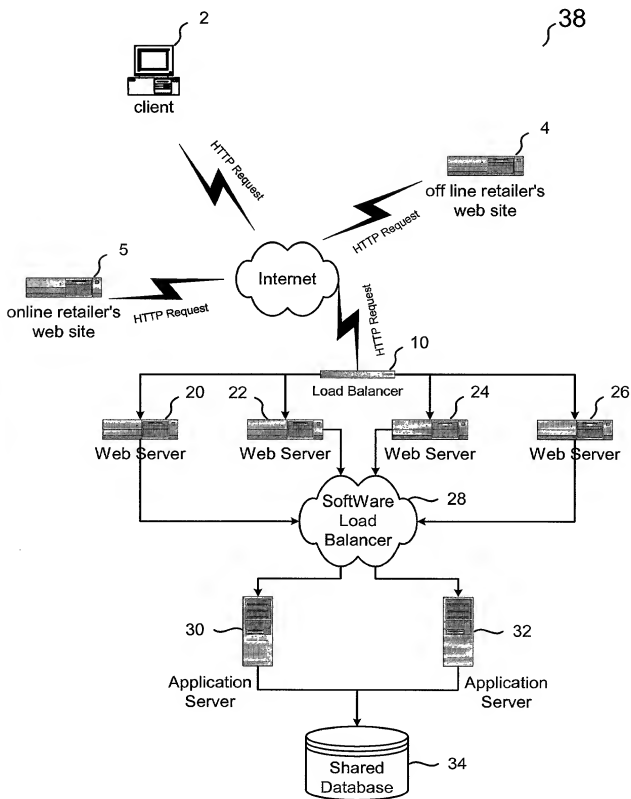 2
38
client
HTTP Request
4
off line retailer's
web site
HTTP Request
Internet
5
online retailer's
web site
HTTP Request
HTTP Request
10
Load Balancer
20
22
24
26
Web Server
Web Server
Web Server
Web Server
SoftWare
Load
Balancer
28
30
32
Application
Server
Application
Server
Shared
Database
34